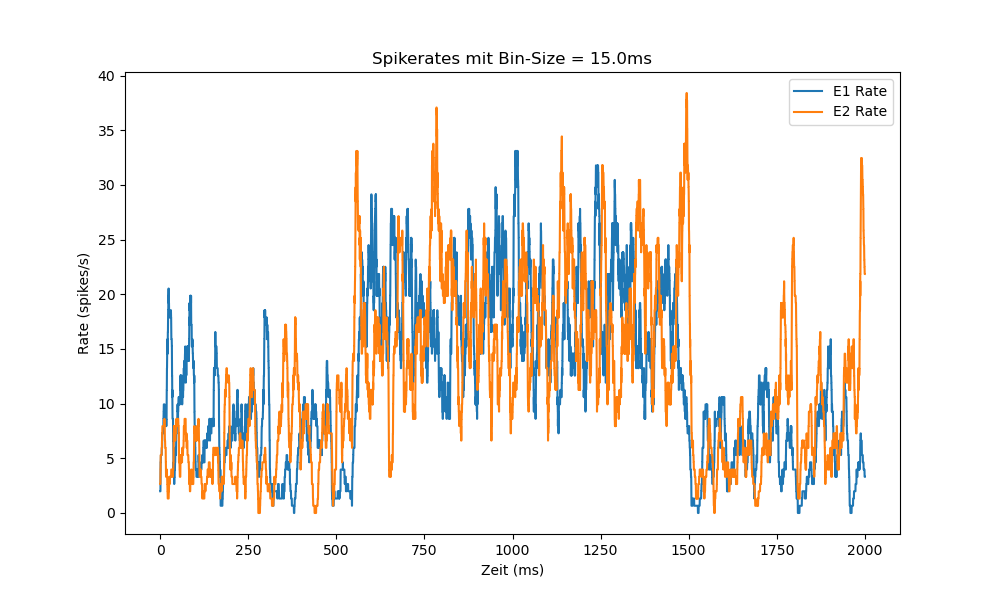 Spikerates mit Bin-Size = 15.0ms
E1 Rate
E2 Rate
Rate (spikes/s)
40
35
30
25
20
15
10
5
0
0 250 500 750 1000 1250 1500 1750 2000
Zeit (ms)